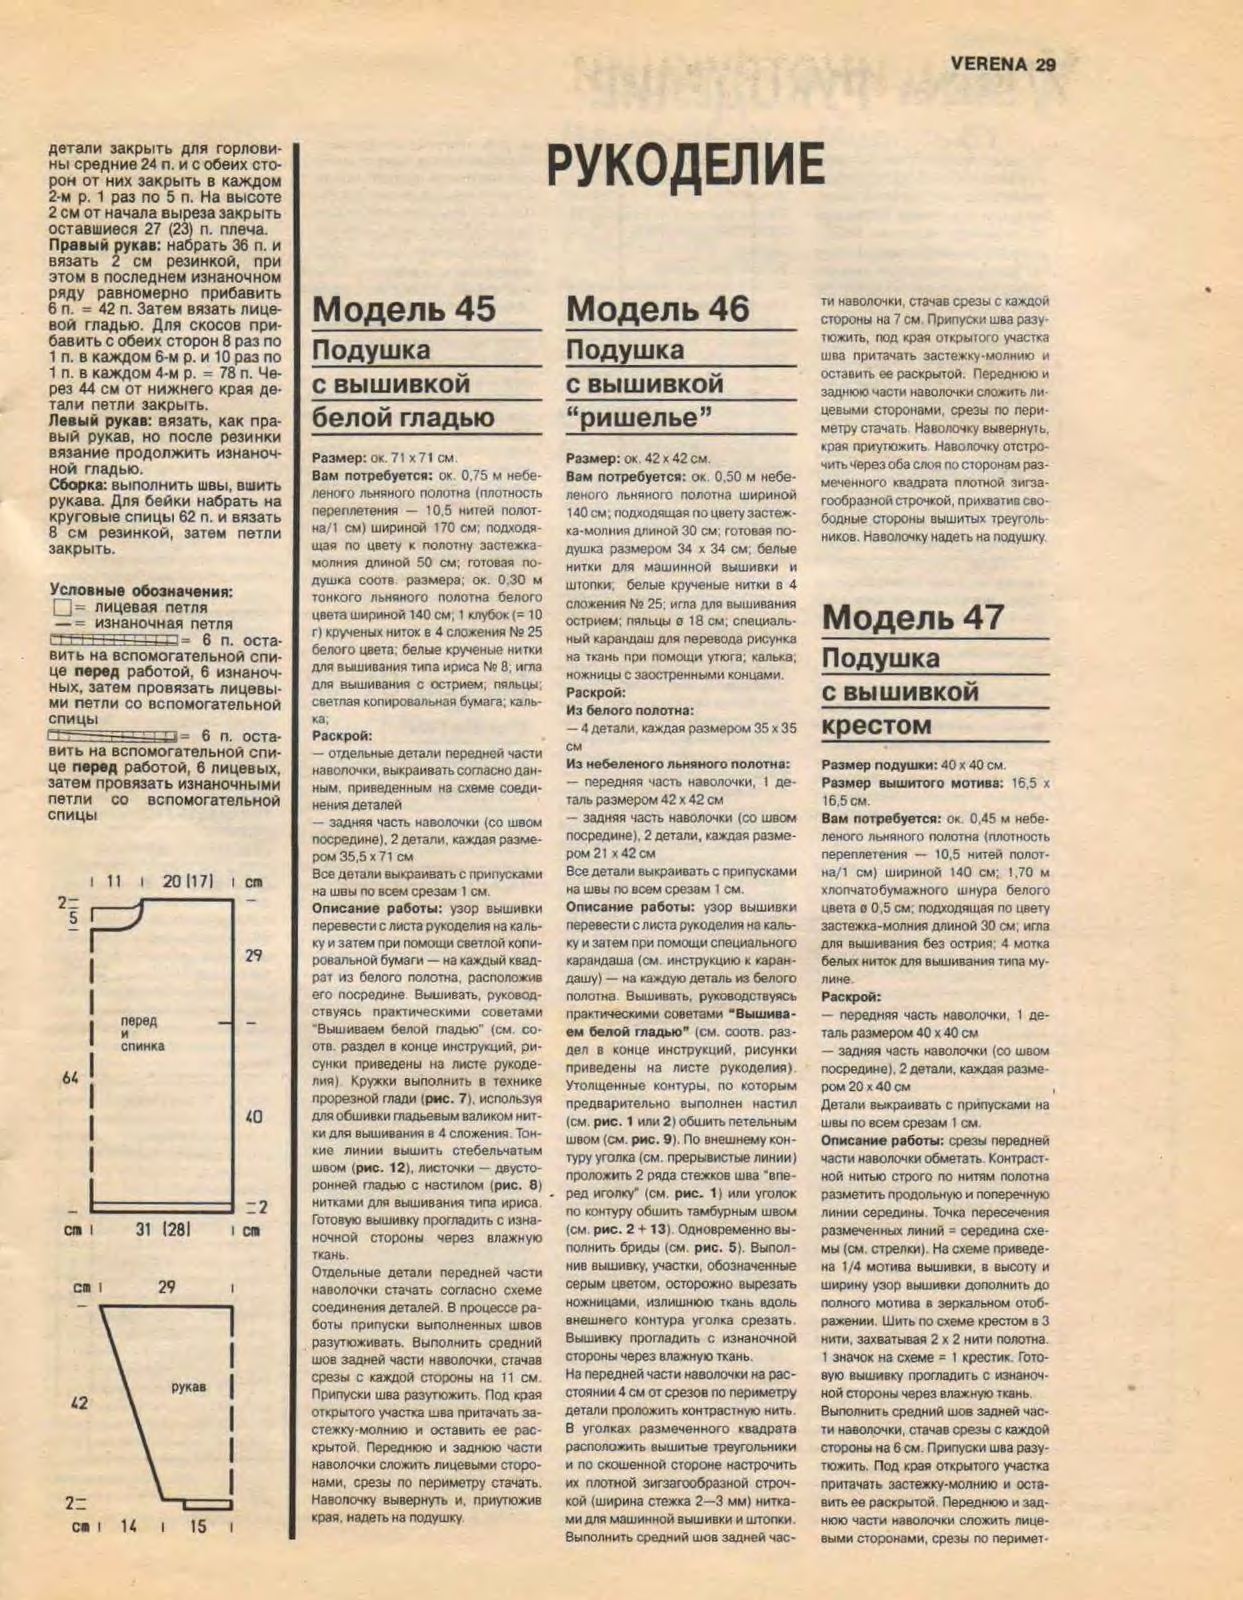 VERENA 29
РУКОДЕЛИЕ
детали закрыть для горлови-
ны средние 24 п. и с обеих сто-
рон от них закрыть в каждом
2-м р. 1 раз по 5 п. На высоте
2 см от начала выреза закрыть
оставшиеся 27 (23) п. плеча.
Правый рукав: набрать 36 п. и
вязать 2 см резинкой, при
этом в последнем изнаночном
ряду равномерно прибавить
6 п. = 42 п. Затем вязать лице-
вой гладью. Для скосов при-
бавить с обеих сторон 8 раз по
1 п. в каждом 6-м р. и 10 раз по
1 п. в каждом 4-м р. = 78 п. Че-
рез 44 см от нижнего края де-
тали петли закрыть.
Левый рукав: вязать, как пра-
вый рукав, но после резинки
вязание продолжить изнаноч-
ной гладью.
Сборка: выполнить швы, вшить
рукава. Для бейки набрать на
круговые спицы 62 п. и вязать
8 см резинкой, затем петли
закрыть.
Условные обозначения:
= лицевая петля
= изнаночная петля
= 6 п. оста-
вить на вспомогательной спи-
це перед работой, 6 изнаноч-
ных, затем провязать лицевы-
ми петли со вспомогательной
спицы
= 6 п. оста-
вить на вспомогательной спи-
це перед работой, 6 лицевых,
затем провязать изнаночными
петли со вспомогательной
спицы
11 20 (17) cm
2
5
29
перед
и
спинка
64
40
2
cm 31 (28) cm
cm 29
рукав
42
2
cm 14 15
Модель 45
Подушка
с вышивкой
белой гладью
Размер: ок. 71 x 71 см.
Вам потребуется: ок. 0,75 м небе-
леного льняного полотна (плотность
переплетения — 10,5 нитей полот-
на/1 см) шириной 170 см; подходя-
щая по цвету к полотну застежка-
молния длиной 50 см; готовая по-
душка соотв. размера; ок. 0,30 м
тонкого льняного полотна белого
цвета шириной 140 см; 1 клубок (= 10
г) крученых ниток в 4 сложения № 25
белого цвета; белые крученые нитки
для вышивания типа ириса № 8; игла
для вышивания с острием; пяльцы;
светлая копировальная бумага; каль-
ка;
Раскрой:
— отдельные детали передней части
наволочки, выкраивать согласно дан-
ным, приведенным на схеме соеди-
нения деталей
— задняя часть наволочки (со швом
посредине), 2 детали, каждая разме-
ром 35,5 x 71 см
Все детали выкраивать с припусками
на швы по всем срезам 1 см.
Описание работы: узор вышивки
перевести с листа рукоделия на каль-
ку и затем при помощи светлой копи-
ровальной бумаги — на каждый квад-
рат из белого полотна, расположив
его посредине. Вышивать, руковод-
ствуясь практическими советами
"Вышиваем белой гладью" (см. со-
отв. раздел в конце инструкций, ри-
сунки приведены на листе рукоде-
лия). Кружки выполнить в технике
прорезной глади (рис. 7), используя
для обшивки гладьевым валиком нит-
ки для вышивания в 4 сложения. Тон-
кие линии вышить стебельчатым
швом (рис. 12), листочки — двусто-
ронней гладью с настилом (рис. 8)
нитками для вышивания типа ириса.
Готовую вышивку прогладить с изна-
ночной стороны через влажную
ткань.
Отдельные детали передней части
наволочки стачать согласно схеме
соединения деталей. В процессе ра-
боты припуски выполненных швов
разутюживать. Выполнить средний
шов задней части наволочки, стачав
срезы с каждой стороны на 11 см.
Припуски шва разутюжить. Под края
открытого участка шва притачать за-
стежку-молнию и оставить ее рас-
крытой. Переднюю и заднюю части
наволочки сложить лицевыми сторо-
нами, срезы по периметру стачать.
Наволочку вывернуть и, приутюжив
края, надеть на подушку.
Модель 46
Подушка
с вышивкой
“ришелье”
Размер: ок. 42 x 42 см.
Вам потребуется: ок. 0,50 м небе-
леного льняного полотна шириной
140 см; подходящая по цвету застеж-
ка-молния длиной 30 см; готовая по-
душка размером 34 x 34 см; белые
нитки для машинной вышивки и
штопки; белые крученые нитки в 4
сложения № 25; игла для вышивания
острием; пяльцы ø 18 см; специаль-
ный карандаш для перевода рисунка
на ткань при помощи утюга; калька;
ножницы с заостренными концами.
Раскрой:
Из белого полотна:
— 4 детали, каждая размером 35 x 35
см
Из небеленого льняного полотна:
— передняя часть наволочки, 1 де-
таль размером 42 x 42 см
— задняя часть наволочки (со швом
посредине), 2 детали, каждая разме-
ром 21 x 42 см
Все детали выкраивать с припусками
на швы по всем срезам 1 см.
Описание работы: узор вышивки
перевести с листа рукоделия на каль-
ку и затем при помощи специального
карандаша (см. инструкцию к каран-
дашу) — на каждую деталь из белого
полотна. Вышивать, руководствуясь
практическими советами "Вышива-
ем белой гладью" (см. соотв. раз-
дел в конце инструкций, рисунки
приведены на листе рукоделия).
Утолщенные контуры, по которым
предварительно выполнен настил
(см. рис. 1 или 2) обшить петельным
швом (см. рис. 9). По внешнему кон-
туру уголка (см. прерывистые линии)
проложить 2 ряда стежков шва "впе-
ред иголку" (см. рис. 1) или уголок
по контуру обшить тамбурным швом
(см. рис. 2 + 13). Одновременно вы-
полнить бриды (см. рис. 5). Выпол-
нив вышивку, участки, обозначенные
серым цветом, осторожно вырезать
ножницами, излишнюю ткань вдоль
внешнего контура уголка срезать.
Вышивку прогладить с изнаночной
стороны через влажную ткань.
На передней части наволочки на рас-
стоянии 4 см от срезов по периметру
детали проложить контрастную нить.
В уголках размеченного квадрата
расположить вышитые треугольники
и по скошенной стороне настрочить
их плотной зигзагообразной строч-
кой (ширина стежка 2—3 мм) нитка-
ми для машинной вышивки и штопки.
Выполнить средний шов задней час-
ти наволочки, стачав срезы с каждой
стороны на 7 см. Припуски шва разу-
тюжить, под края открытого участка
шва притачать застежку-молнию и
оставить ее раскрытой. Переднюю и
заднюю части наволочки сложить ли-
цевыми сторонами, срезы по пери-
метру стачать. Наволочку вывернуть,
края приутюжить. Наволочку отстро-
чить через оба слоя по сторонам раз-
меченного квадрата плотной зигза-
гообразной строчкой, прихватив сво-
бодные стороны вышитых треуголь-
ников. Наволочку надеть на подушку.
Модель 47
Подушка
с вышивкой
крестом
Размер подушки: 40 x 40 см.
Размер вышитого мотива: 16,5 x
16,5 см.
Вам потребуется: ок. 0,45 м небе-
леного льняного полотна (плотность
переплетения — 10,5 нитей полот-
на/1 см) шириной 140 см; 1,70 м
хлопчатобумажного шнура белого
цвета ø 0,5 см; подходящая по цвету
застежка-молния длиной 30 см; игла
для вышивания без острия; 4 мотка
белых ниток для вышивания типа му-
лине.
Раскрой:
— передняя часть наволочки, 1 де-
таль размером 40 x 40 см
— задняя часть наволочки (со швом
посредине), 2 детали, каждая разме-
ром 20 x 40 см
Детали выкраивать с припусками на
швы по всем срезам 1 см.
Описание работы: срезы передней
части наволочки обметать. Контраст-
ной нитью строго по нитям полотна
разметить продольную и поперечную
линии середины. Точка пересечения
размеченных линий = середина схе-
мы (см. стрелки). На схеме приведе-
на 1/4 мотива вышивки, в высоту и
ширину узор вышивки дополнить до
полного мотива в зеркальном отоб-
ражении. Шить по схеме крестом в 3
нити, захватывая 2 x 2 нити полотна.
1 значок на схеме = 1 крестик. Гото-
вую вышивку прогладить с изнаноч-
ной стороны через влажную ткань.
Выполнить средний шов задней час-
ти наволочки, стачав срезы с каждой
стороны на 6 см. Припуски шва разу-
тюжить. Под края открытого участка
притачать застежку-молнию и оста-
вить ее раскрытой. Переднюю и зад-
нюю части наволочки сложить лице-
выми сторонами, срезы по перимет-